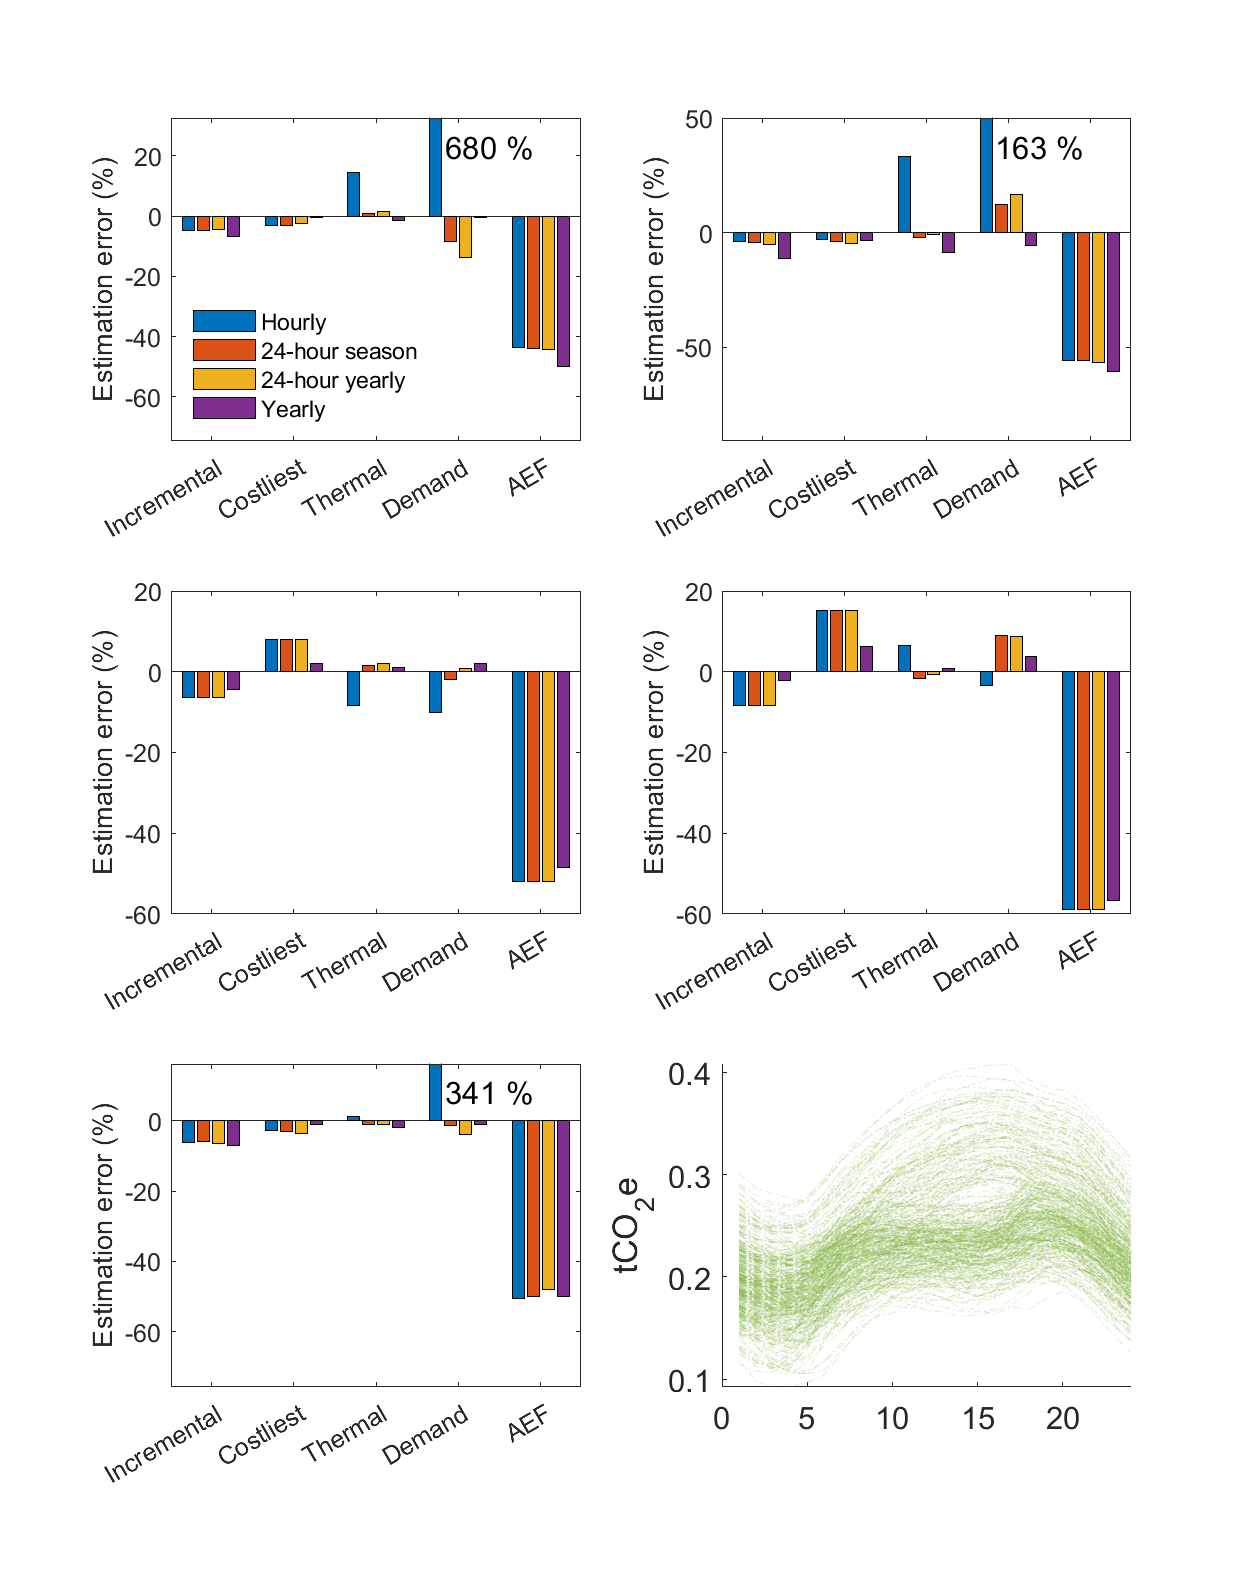 680 %
20
0
-20
-40
-60
Estimation error (%)
Hourly
24-hour season
24-hour yearly
Yearly
Incremental
Costliest
Thermal
Demand
AEF
163 %
50
0
-50
Estimation error (%)
Incremental
Costliest
Thermal
Demand
AEF
20
0
-20
-40
-60
Estimation error (%)
Incremental
Costliest
Thermal
Demand
AEF
20
0
-20
-40
-60
Estimation error (%)
Incremental
Costliest
Thermal
Demand
AEF
341 %
0
-20
-40
-60
Estimation error (%)
Incremental
Costliest
Thermal
Demand
AEF
0.4
0.3
0.2
0.1
tCO2e
0 5 10 15 20